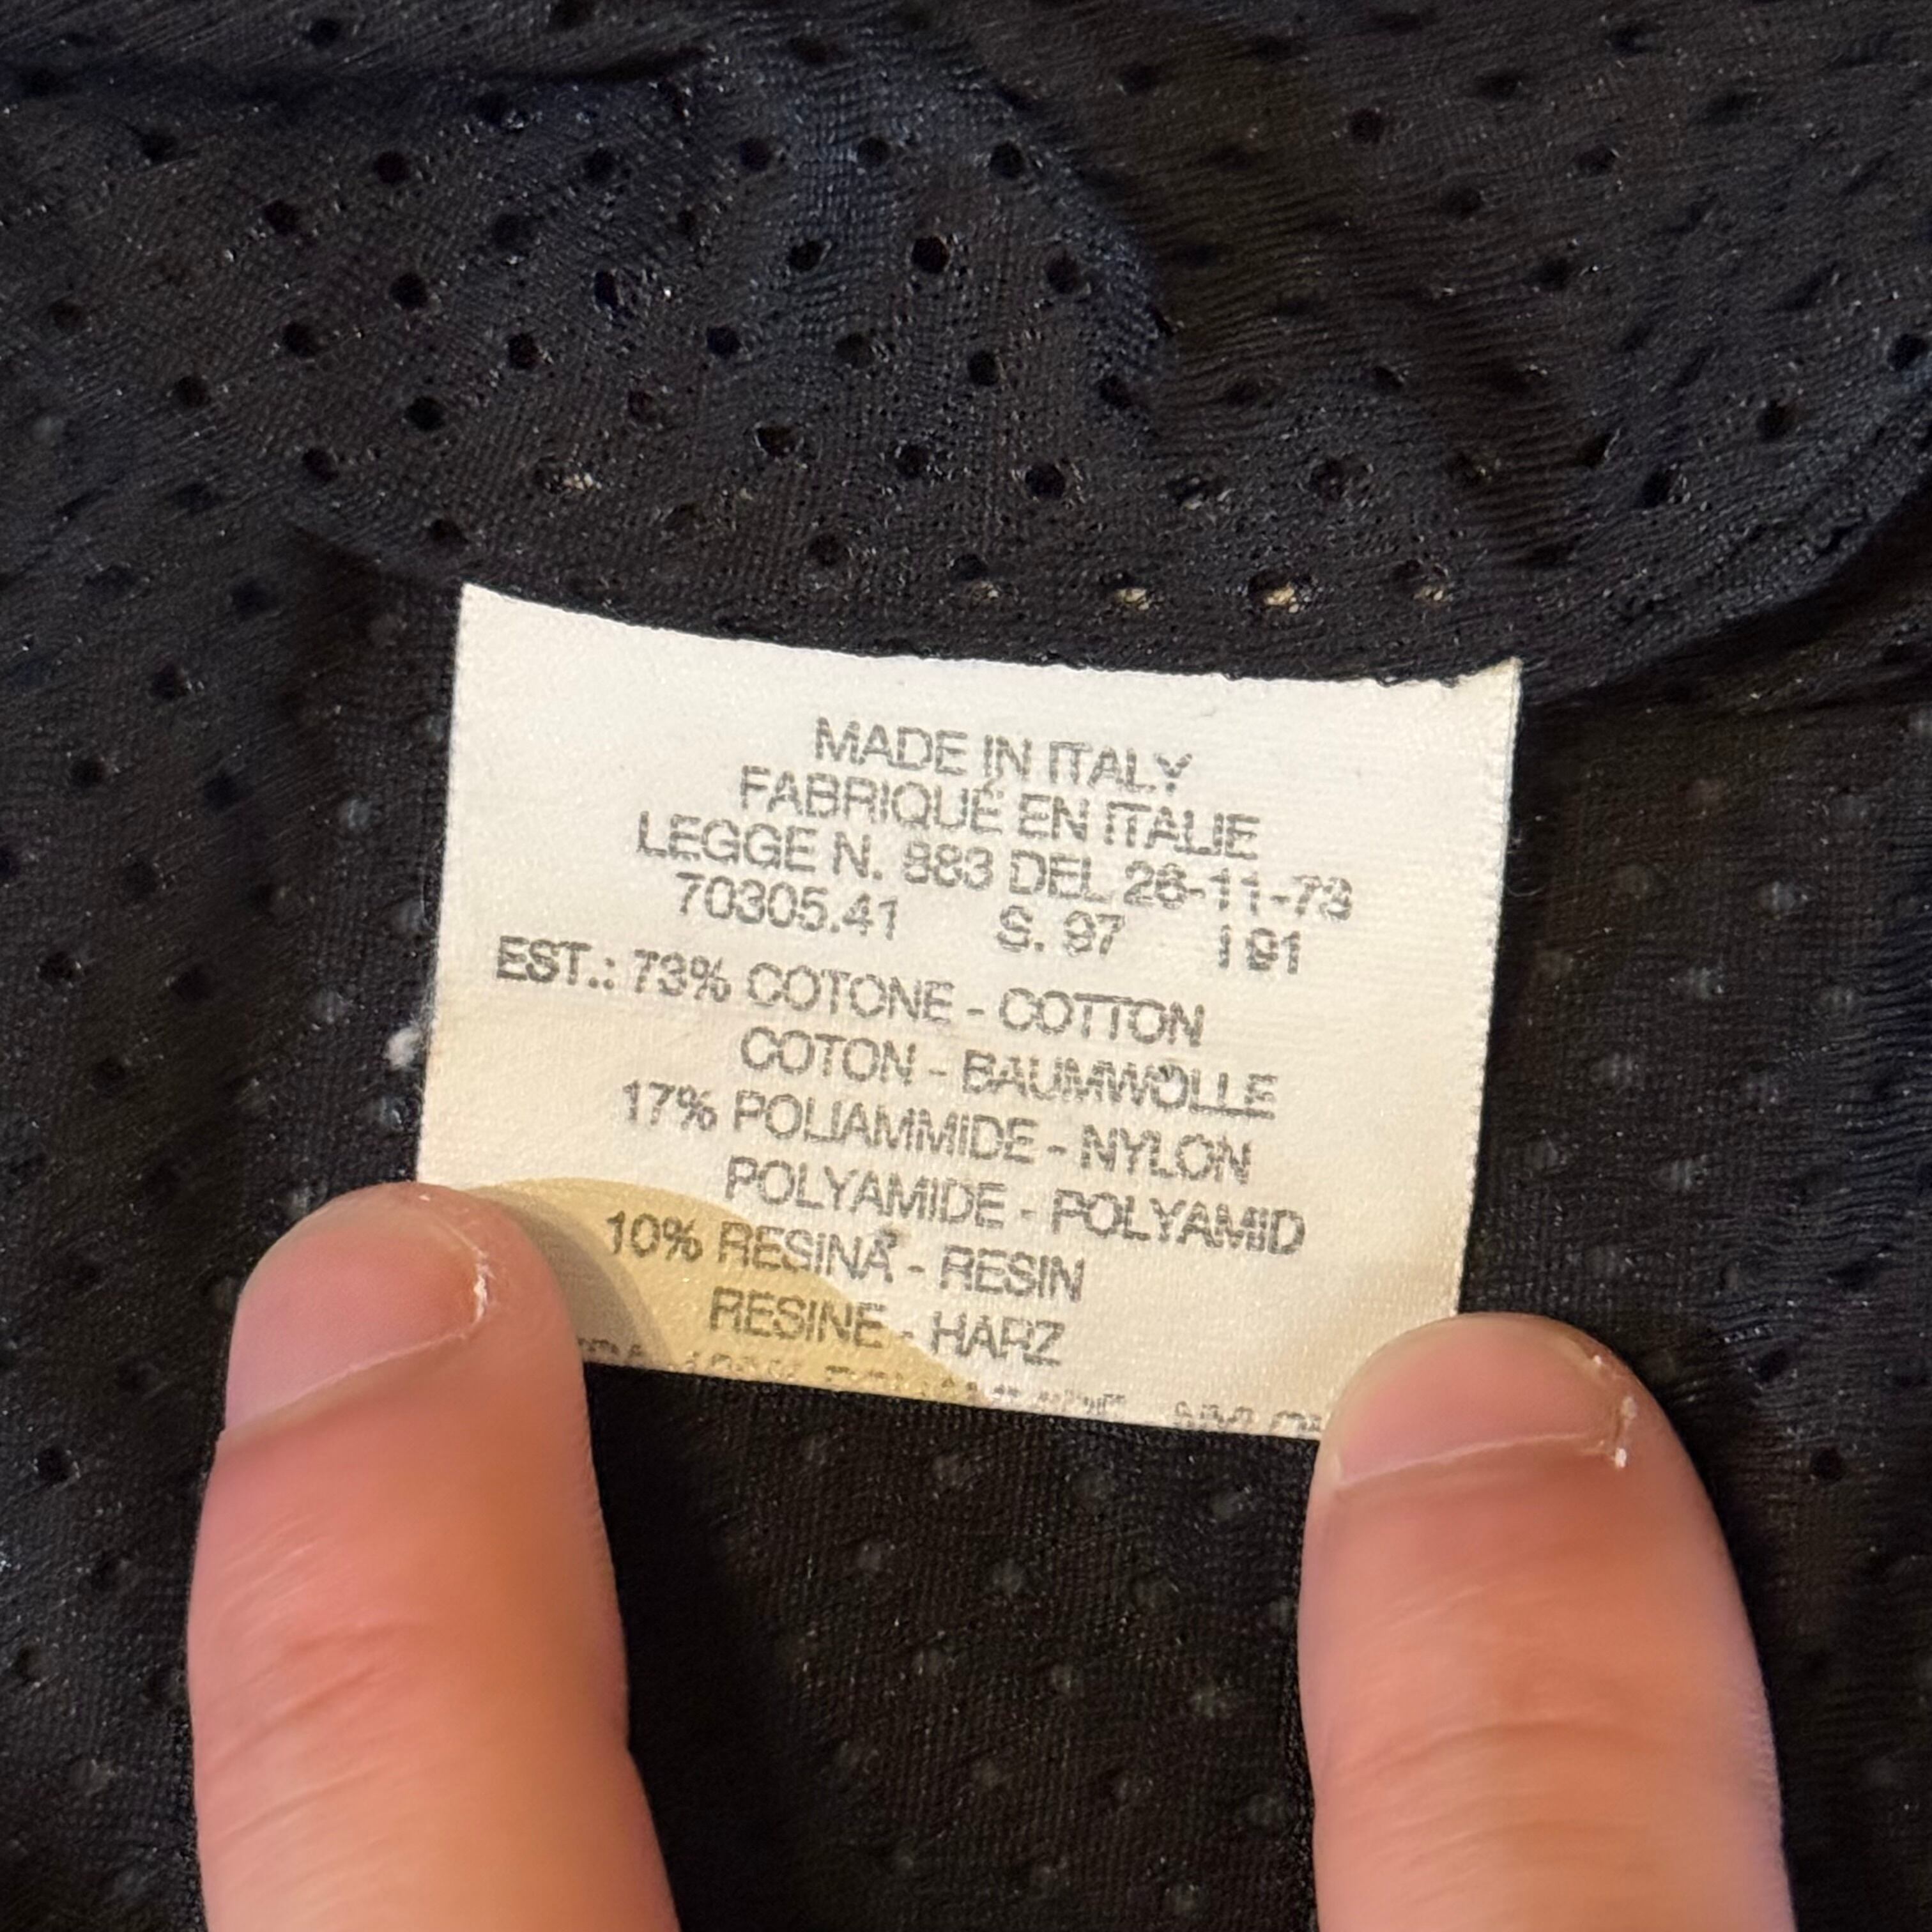 MADE IN ITALY
FABRIQUÉ EN ITALIE
LEGGE N. 883 DEL 26-11-73
70305.41 S. 97 I 91
EST.: 73% COTONE - COTTON
COTON - BAUMWOLLE
17% POLIAMMIDE - NYLON
POLYAMIDE - POLYAMID
10% RESINA - RESIN
RESINE - HARZ